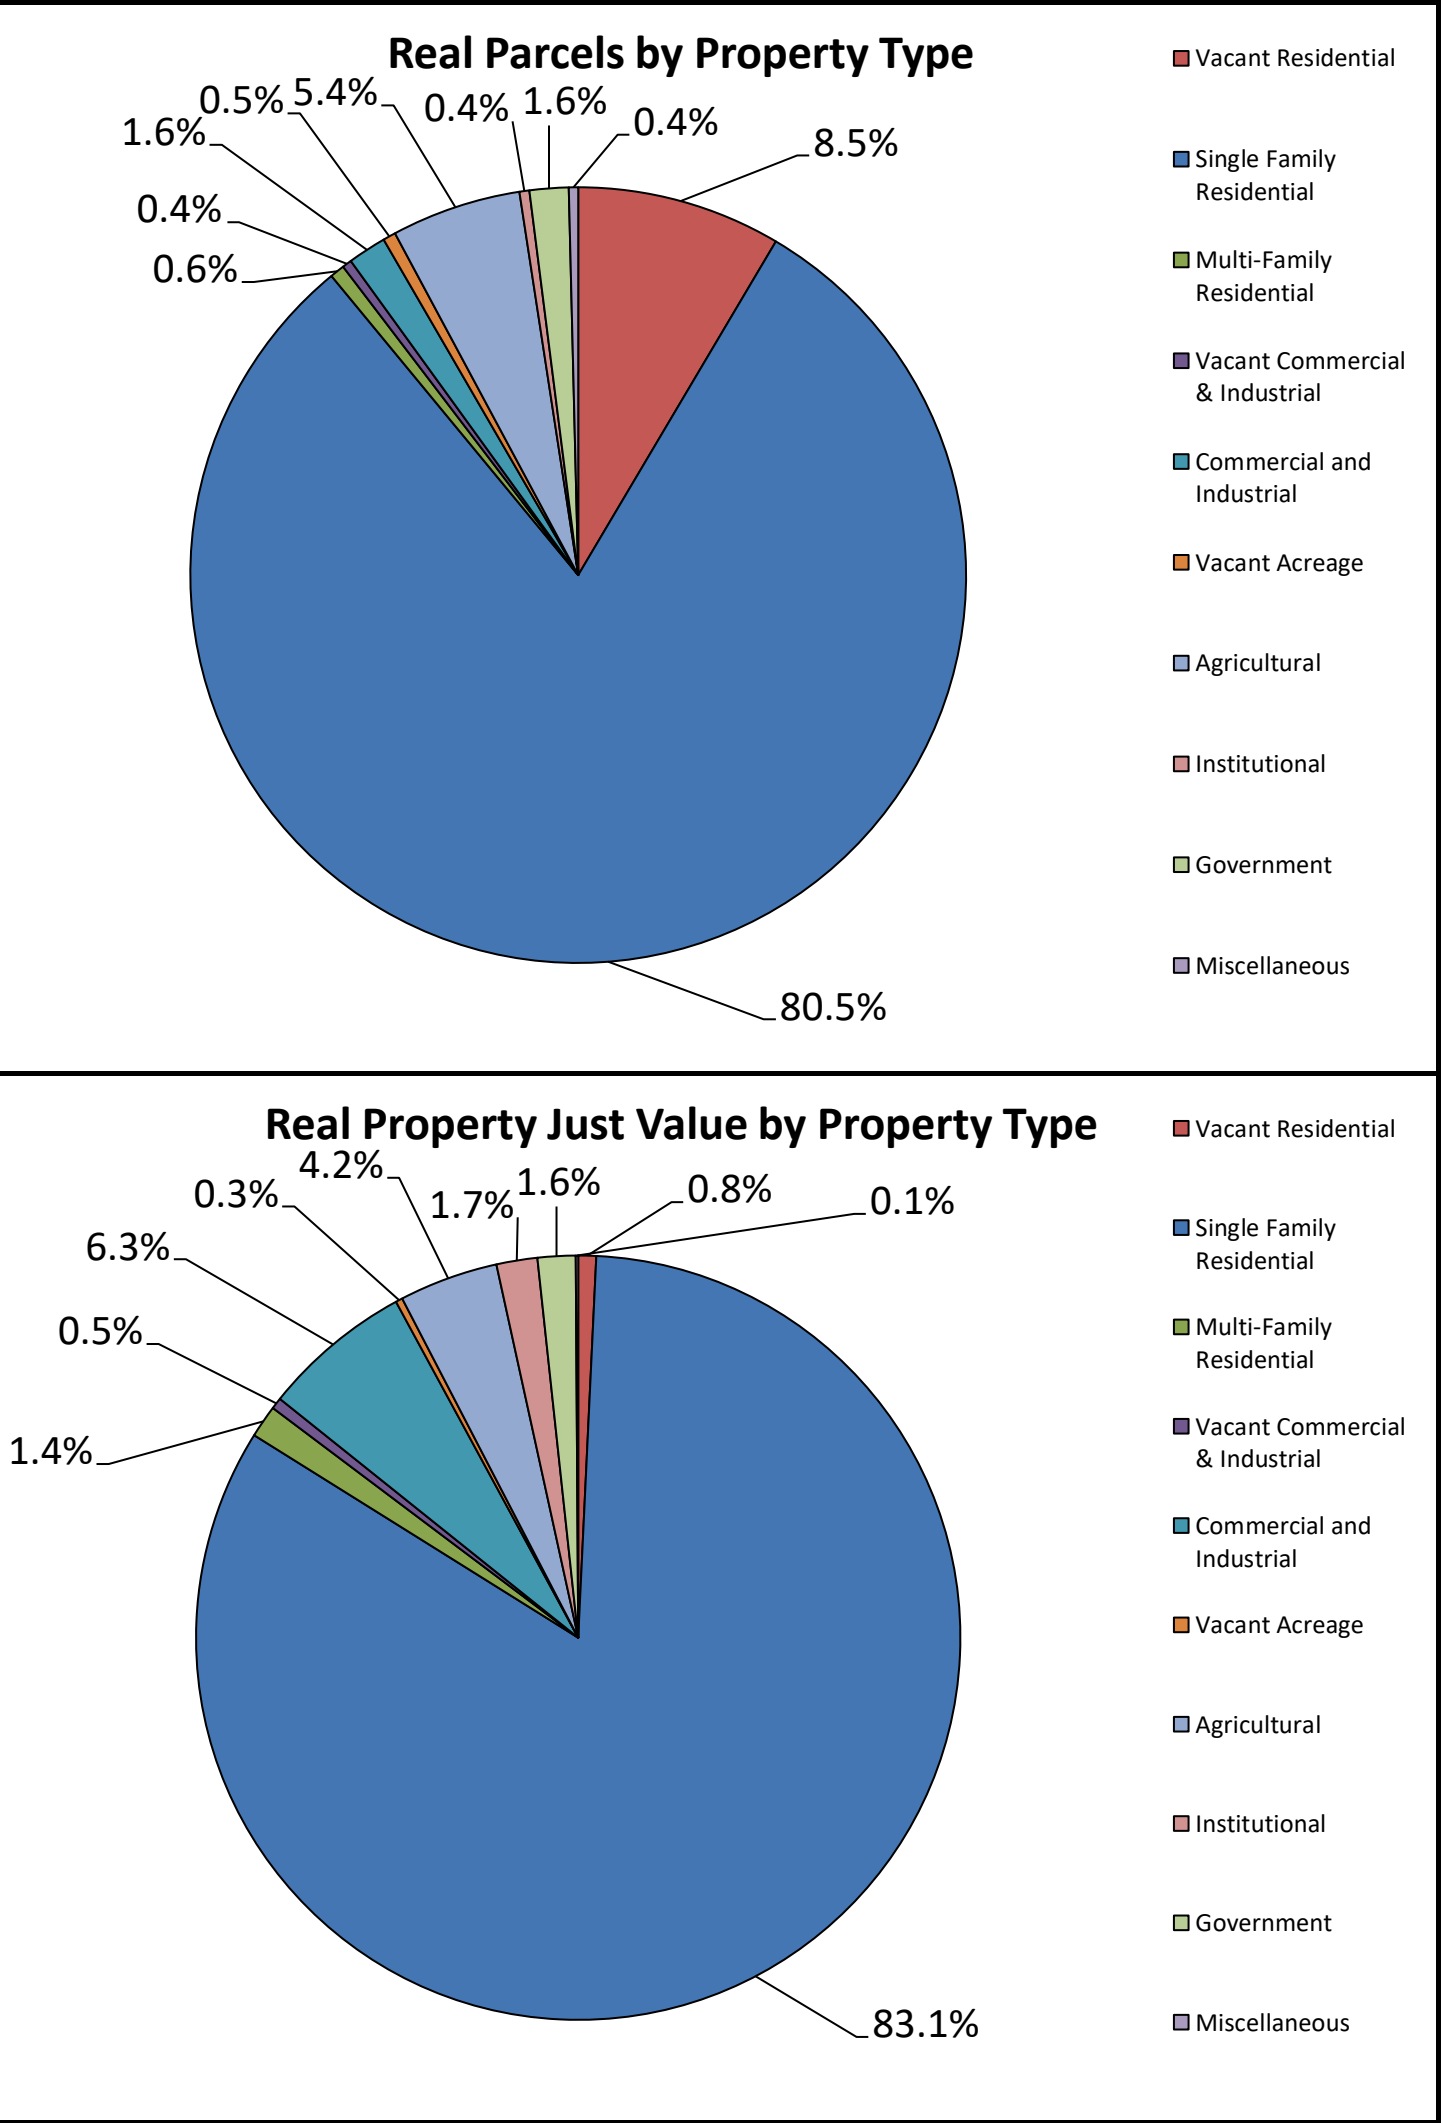 Real Parcels by Property Type
0.5%
5.4%
0.4%
1.6%
0.4%
8.5%
1.6%
0.4%
0.6%
80.5%
Vacant Residential
Single Family
Residential
Multi-Family
Residential
Vacant Commercial
& Industrial
Commercial and
Industrial
Vacant Acreage
Agricultural
Institutional
Government
Miscellaneous
Real Property Just Value by Property Type
4.2%
0.3%
1.7%
1.6%
0.8%
0.1%
6.3%
0.5%
1.4%
83.1%
Vacant Residential
Single Family
Residential
Multi-Family
Residential
Vacant Commercial
& Industrial
Commercial and
Industrial
Vacant Acreage
Agricultural
Institutional
Government
Miscellaneous